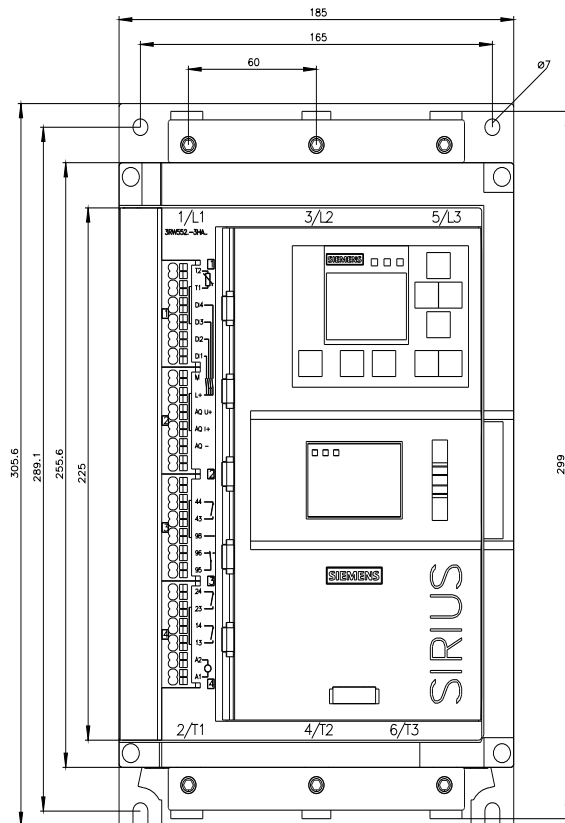 185
165
60
ø7
305.6
289.1
255.6
225
299
1/L1
3/L2
5/L3
3RW552.-3HA..
SIEMENS
1
T2
T1
D4
D3
1
D2
D1
M
L+
AQ U+
2
AQ I+
AQ -
2
44
43
3
98
96
95
3
SIEMENS
24
23
14
4
13
A2
A1
4
SIRIUS
2/T1
4/T2
6/T3